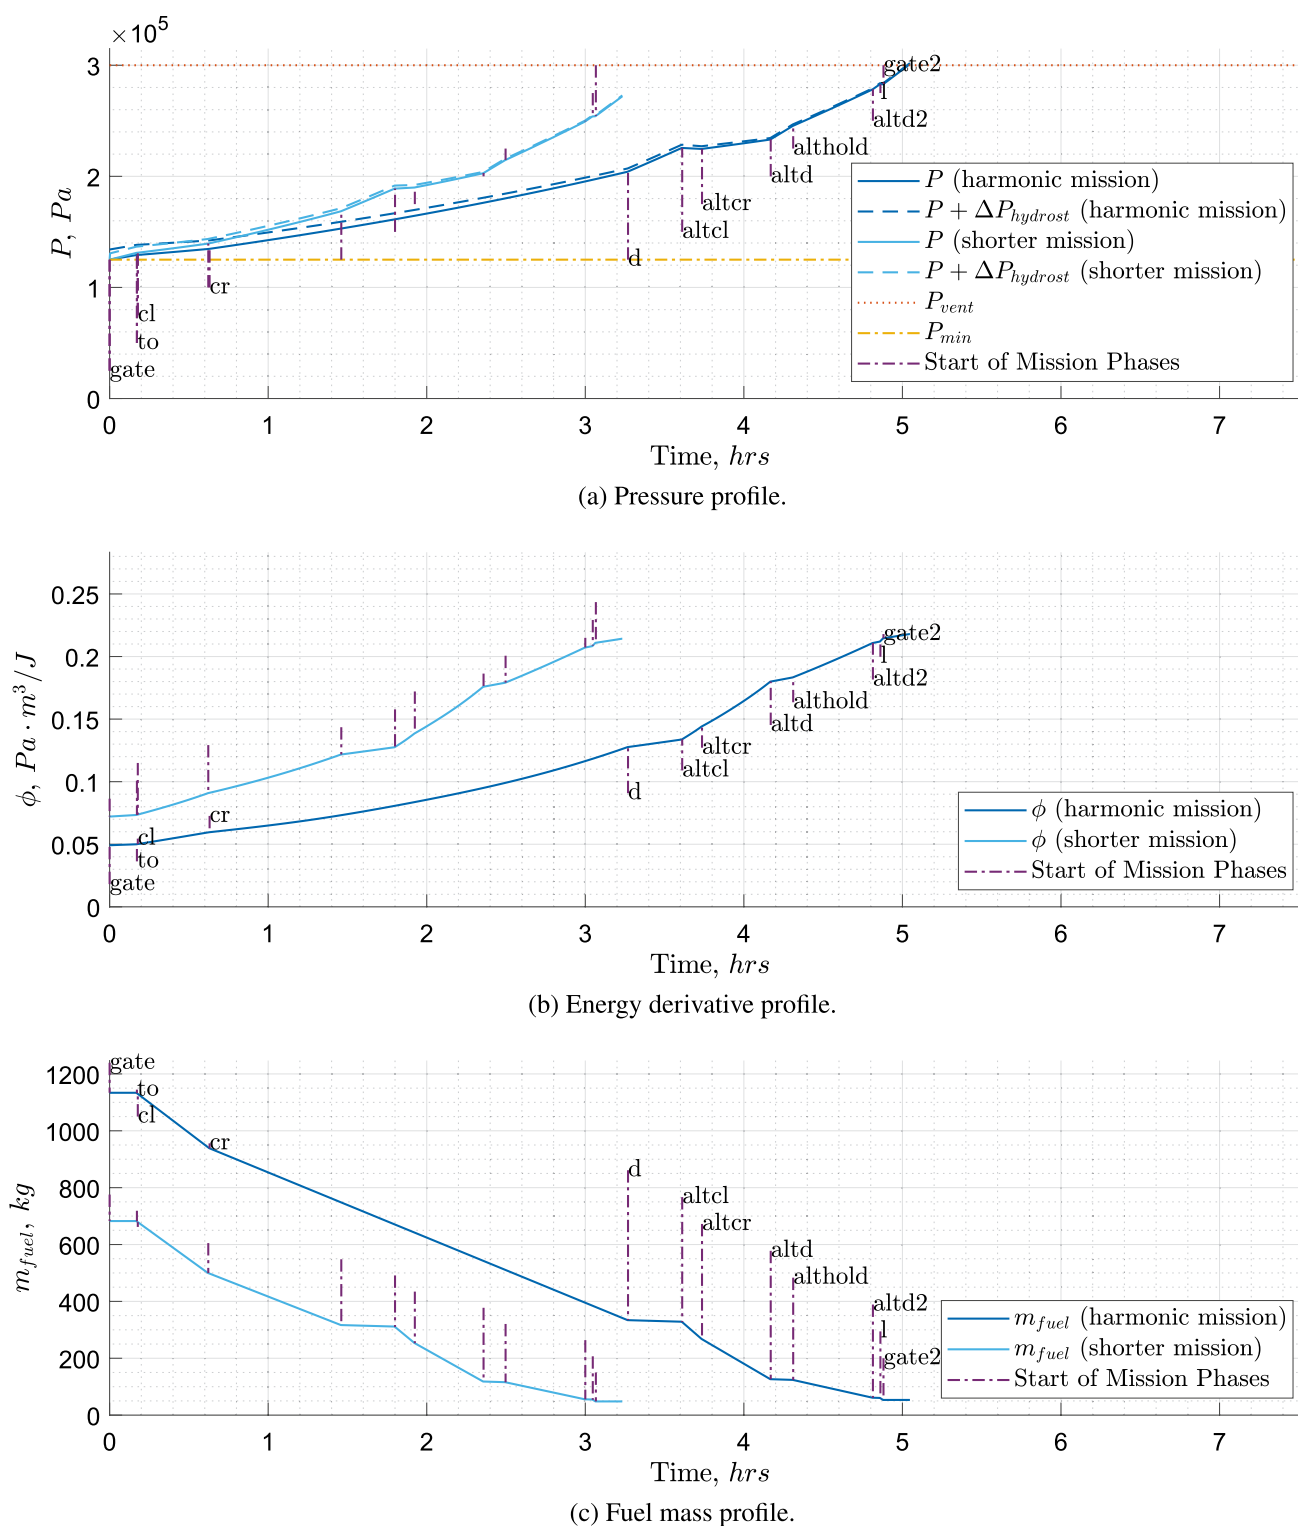 ×10⁵
3
2
1
0
P, Pa
gate
to
cl
cr
d
altcl
altcr
altd
althold
altd2
l
gate2
P (harmonic mission)
P + ΔP_hydrost (harmonic mission)
P (shorter mission)
P + ΔP_hydrost (shorter mission)
P_vent
P_min
Start of Mission Phases
0 1 2 3 4 5 6 7
Time, hrs
(a) Pressure profile.
0.25
0.2
0.15
0.1
0.05
0
ϕ, Pa · m³/J
gate
to
cl
cr
d
altcl
altcr
altd
althold
altd2
l
gate2
ϕ (harmonic mission)
ϕ (shorter mission)
Start of Mission Phases
0 1 2 3 4 5 6 7
Time, hrs
(b) Energy derivative profile.
1200
1000
800
600
400
200
0
m_fuel, kg
gate
to
cl
cr
d
altcl
altcr
altd
althold
altd2
l
gate2
m_fuel (harmonic mission)
m_fuel (shorter mission)
Start of Mission Phases
0 1 2 3 4 5 6 7
Time, hrs
(c) Fuel mass profile.